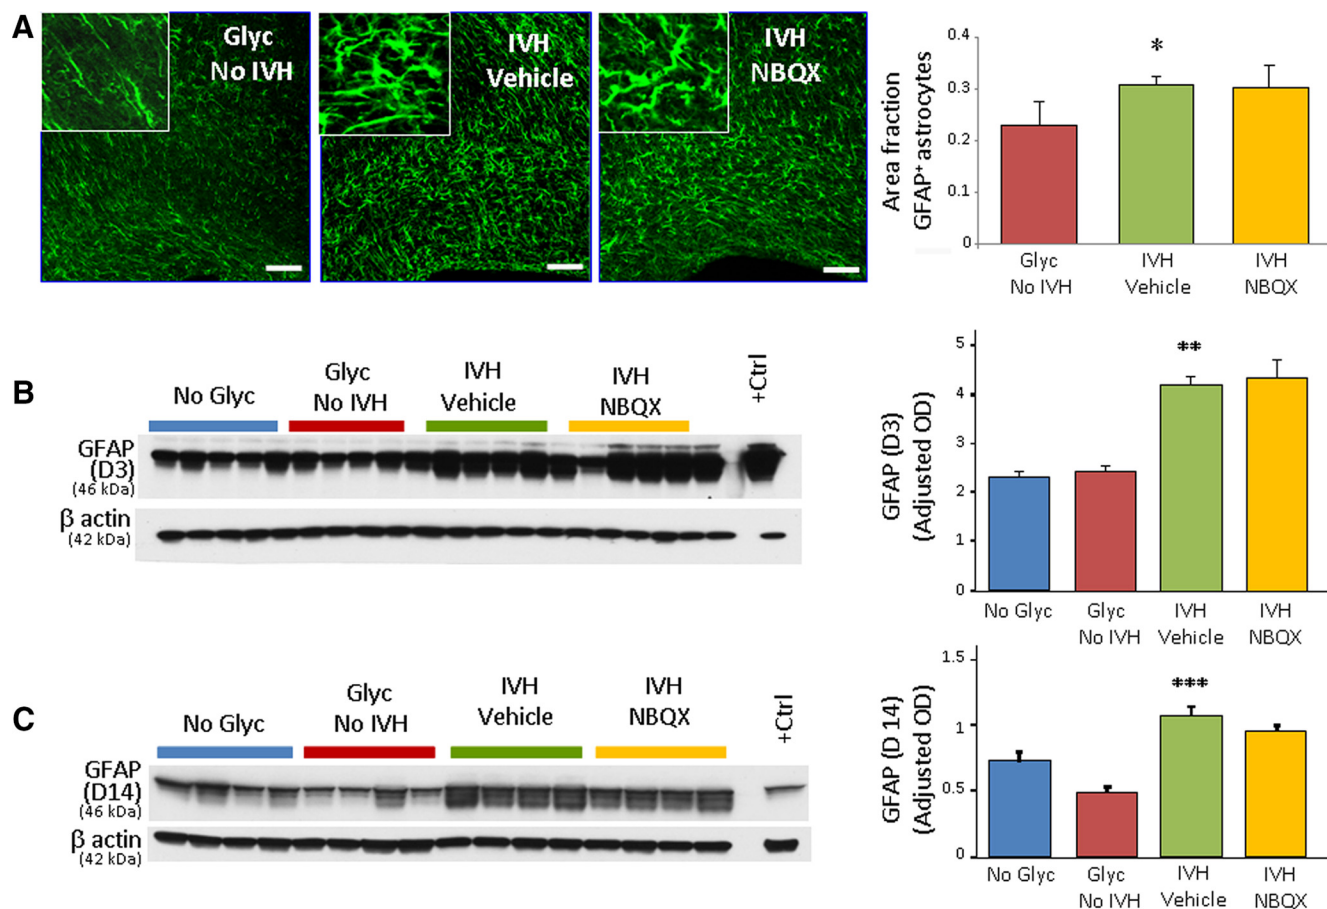 A
Glyc
No IVH
IVH
Vehicle
IVH
NBQX
Area fraction
GFAP⁺ astrocytes
0.4
0.3
0.2
0.1
0
*
Glyc
No IVH
IVH
Vehicle
IVH
NBQX
B
No Glyc
Glyc
No IVH
IVH
Vehicle
IVH
NBQX
+Ctrl
GFAP
(D3)
(46 kDa)
β actin
(42 kDa)
GFAP (D3)
(Adjusted OD)
5
4
3
2
1
0
**
No Glyc
Glyc
No IVH
IVH
Vehicle
IVH
NBQX
C
No Glyc
Glyc
No IVH
IVH
Vehicle
IVH
NBQX
+Ctrl
GFAP
(D14)
(46 kDa)
β actin
(42 kDa)
GFAP (D 14)
(Adjusted OD)
1.5
1
0.5
0
***
No Glyc
Glyc
No IVH
IVH
Vehicle
IVH
NBQX